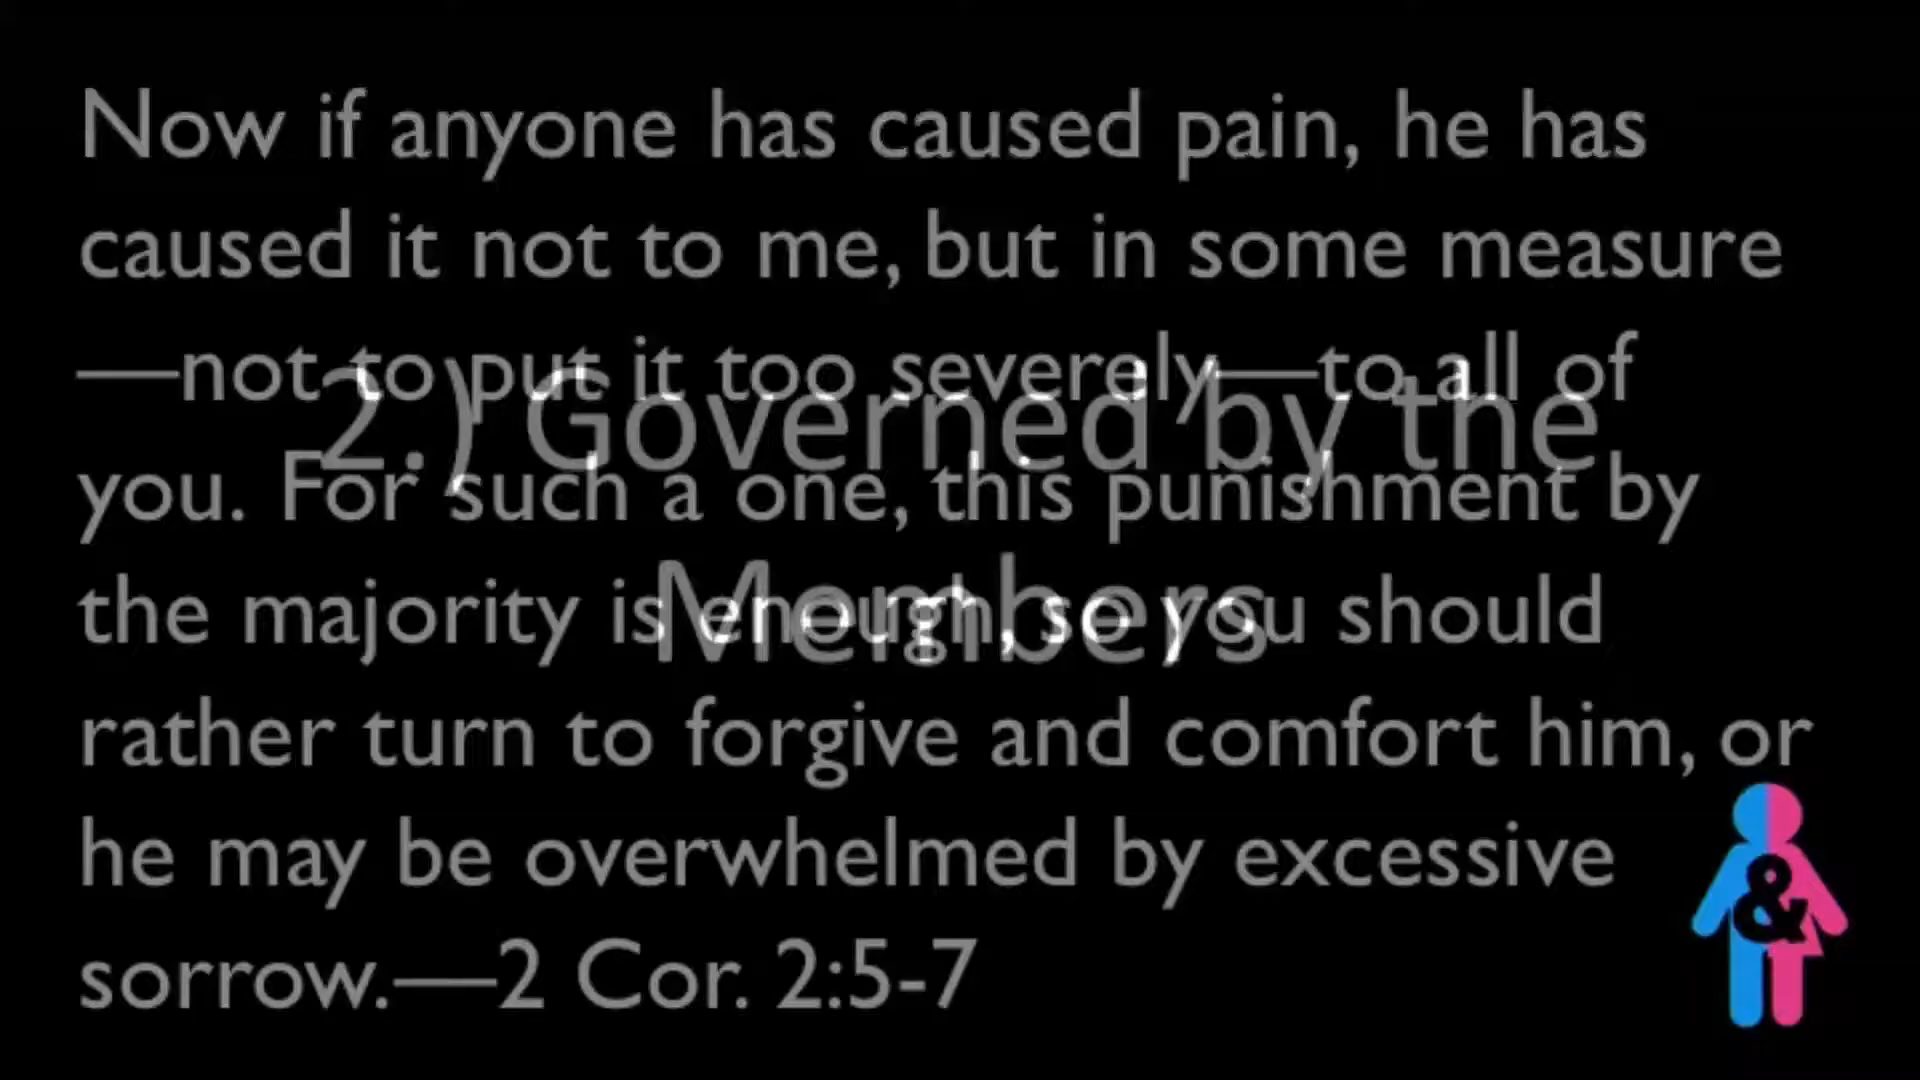 Now if anyone has caused pain, he has
caused it not to me, but in some measure
—not to put it too severely—to all of
you. For such a one, this punishment by
the majority is enough, so you should
rather turn to forgive and comfort him, or
he may be overwhelmed by excessive
sorrow.—2 Cor. 2:5-7
2.) Governed by the
Members
&